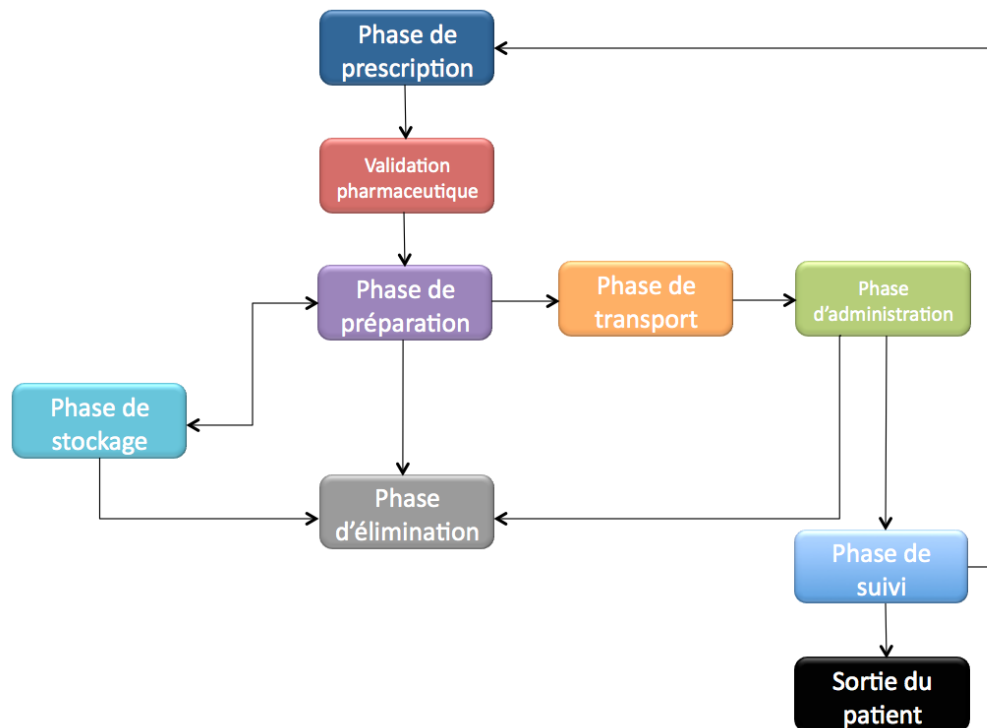 Phase de
prescription
Validation
pharmaceutique
Phase de
préparation
Phase de
transport
Phase
d’administration
Phase de
stockage
Phase
d’élimination
Phase de
suivi
Sortie du
patient